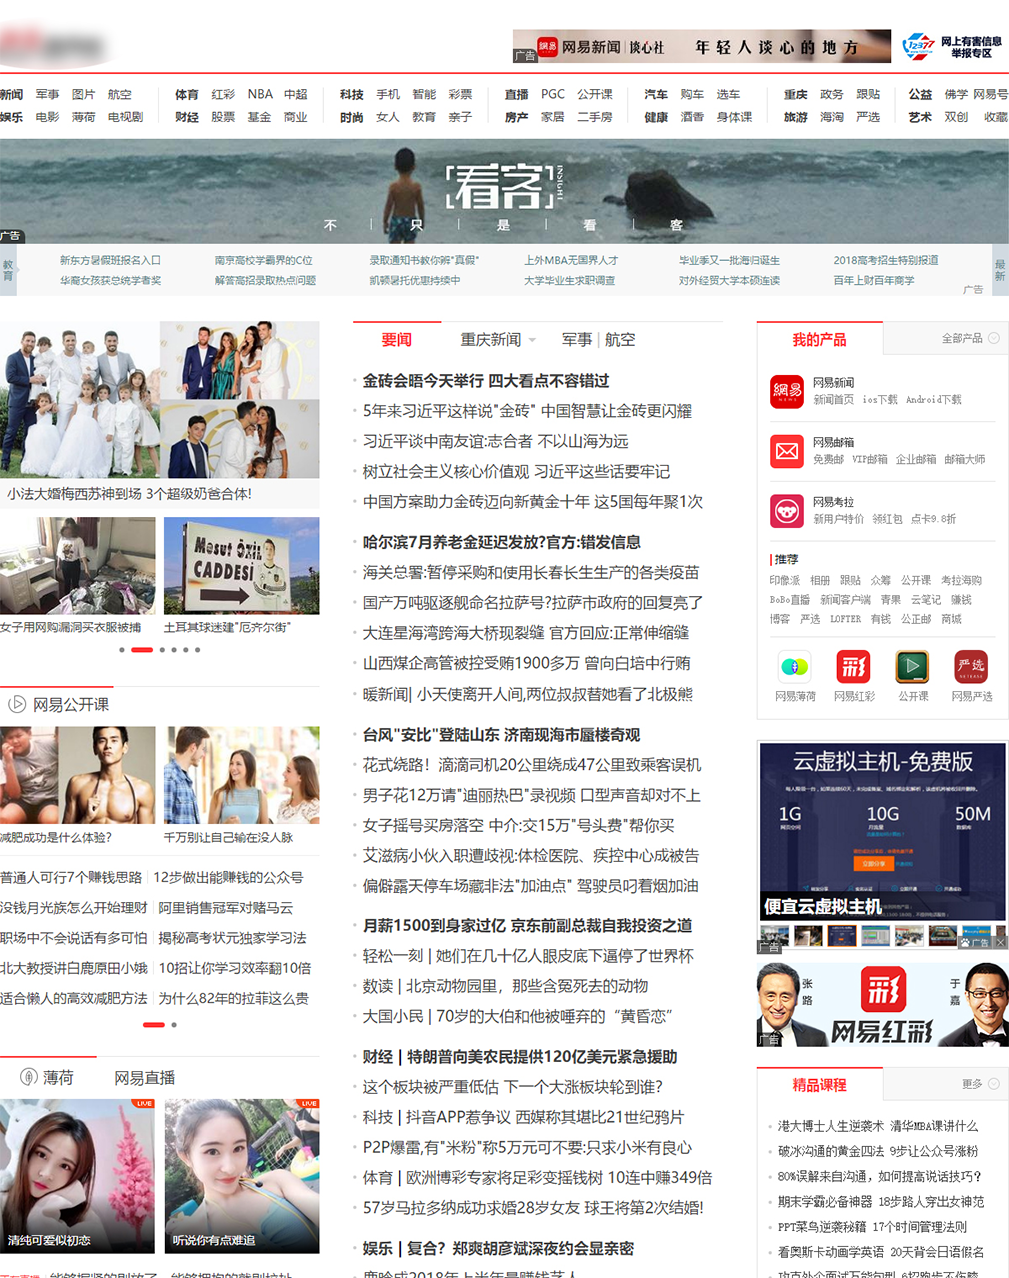 網易 NEWS 网易新闻 | 谈心社 年轻人谈心的地方
广告
12377 网上有害信息
举报专区
新闻 军事 图片 航空
娱乐 电影 薄荷 电视剧
体育 红彩 NBA 中超
财经 股票 基金 商业
科技 手机 智能 彩票
时尚 女人 教育 亲子
直播 PGC 公开课
房产 家居 二手房
汽车 购车 选车
健康 酒香 身体课
重庆 政务 跟贴
旅游 海淘 严选
公益 佛学 网易号
艺术 双创 收藏
看客 INSIGHT
不 | 只 | 是 | 看 | 客
广告
教育
新东方暑假班报名入口 南京高校学霸界的C位 录取通知书教你辨"真假" 上外MBA无国界人才 毕业季又一批海归诞生 2018高考招生特别报道
华裔女孩获总统学者奖 解答高招录取热点问题 凯顿暑托优惠持续中 大学毕业生求职调查 对外经贸大学本硕连读 百年上财百年商学
最新
广告
小法大婚梅西苏神到场 3个超级奶爸合体!
Mesut ÖZIL
CADDESİ
女子用网购漏洞买衣服被捕 土耳其球迷建"厄齐尔街"
网易公开课
减肥成功是什么体验? 千万别让自己输在没人脉
普通人可行7个赚钱思路 12步做出能赚钱的公众号
没钱月光族怎么开始理财 阿里销售冠军对赌马云
职场中不会说话有多可怕 揭秘高考状元独家学习法
北大教授讲白鹿原田小娥 10招让你学习效率翻10倍
适合懒人的高效减肥方法 为什么82年的拉菲这么贵
薄荷 网易直播
LIVE LIVE
清纯可爱似初恋 听说你有点难追
要闻 重庆新闻 军事 | 航空
金砖会晤今天举行 四大看点不容错过
5年来习近平这样说"金砖" 中国智慧让金砖更闪耀
习近平谈中南友谊:志合者 不以山海为远
树立社会主义核心价值观 习近平这些话要牢记
中国方案助力金砖迈向新黄金十年 这5国每年聚1次
哈尔滨7月养老金延迟发放?官方:错发信息
海关总署:暂停采购和使用长春长生生产的各类疫苗
国产万吨驱逐舰命名拉萨号?拉萨市政府的回复亮了
大连星海湾跨海大桥现裂缝 官方回应:正常伸缩缝
山西煤企高管被控受贿1900多万 曾向白培中行贿
暖新闻| 小天使离开人间,两位叔叔替她看了北极熊
台风"安比"登陆山东 济南现海市蜃楼奇观
花式绕路！滴滴司机20公里绕成47公里致乘客误机
男子花12万请"迪丽热巴"录视频 口型声音却对不上
女子摇号买房落空 中介:交15万"号头费"帮你买
艾滋病小伙入职遭歧视:体检医院、疾控中心成被告
偏僻露天停车场藏非法"加油点" 驾驶员叼着烟加油
月薪1500到身家过亿 京东前副总裁自我投资之道
轻松一刻 | 她们在几十亿人眼皮底下逼停了世界杯
数读 | 北京动物园里，那些含冤死去的动物
大国小民 | 70岁的大伯和他被唾弃的“黄昏恋”
财经 | 特朗普向美农民提供120亿美元紧急援助
这个板块被严重低估 下一个大涨板块轮到谁?
科技 | 抖音APP惹争议 西媒称其堪比21世纪鸦片
P2P爆雷,有"米粉"称5万元可不要:只求小米有良心
体育 | 欧洲博彩专家将足彩变摇钱树 10连中赚349倍
57岁马拉多纳成功求婚28岁女友 球王将第2次结婚!
娱乐 | 复合？郑爽胡彦斌深夜约会显亲密
我的产品 全部产品
網易 NEWS
网易新闻
新闻首页 ios下载 Android下载
网易邮箱
免费邮 VIP邮箱 企业邮箱 邮箱大师
网易考拉
新用户特价 领红包 点卡9.8折
推荐
印像派 相册 跟贴 众筹 公开课 考拉海购
BoBo直播 新闻客户端 青果 云笔记 赚钱
博客 严选 LOFTER 有钱 公正邮 商城
彩 严选
网易薄荷 网易红彩 公开课 网易严选
云虚拟主机-免费版
1G 10G 50M
网页空间 月流量 数据库
立即分享
便宜云虚拟主机
广告
广告
张路
彩
于嘉
网易红彩
广告
精品课程 更多
港大博士人生逆袭术 清华MBA课讲什么
破冰沟通的黄金四法 9步让公众号涨粉
80%误解来自沟通，如何提高说话技巧？
期末学霸必备神器 18步路人穿出女神范
PPT菜鸟逆袭秘籍 17个时间管理法则
看奥斯卡动画学英语 20天背会日语假名